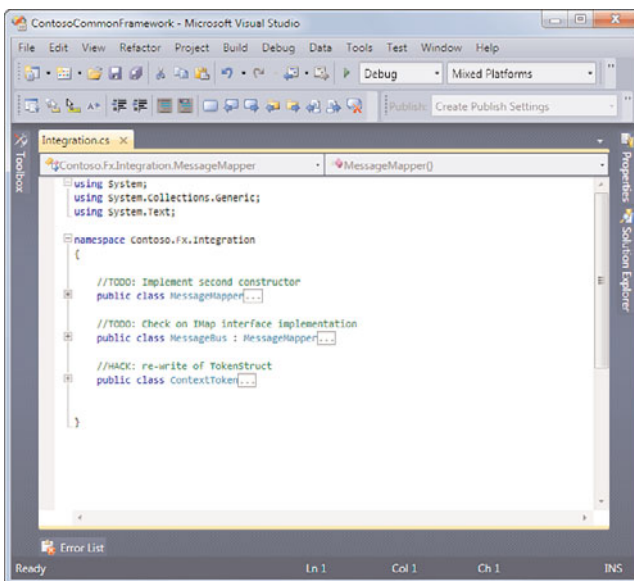 ContosoCommonFramework - Microsoft Visual Studio
File Edit View Refactor Project Build Debug Data Tools Test Window Help
Debug Mixed Platforms
Publish: Create Publish Settings
Toolbox
Integration.cs
Contoso.Fx.Integration.MessageMapper MessageMapper()
using System;
using System.Collections.Generic;
using System.Text;
namespace Contoso.Fx.Integration
{
//TODO: Implement second constructor
public class MessageMapper...
//TODO: Check on IMap interface implementation
public class MessageBus : MessageMapper...
//HACK: re-write of TokenStruct
public class ContextToken...
}
Properties
Solution Explorer
Error List
Ready Ln 1 Col 1 Ch 1 INS